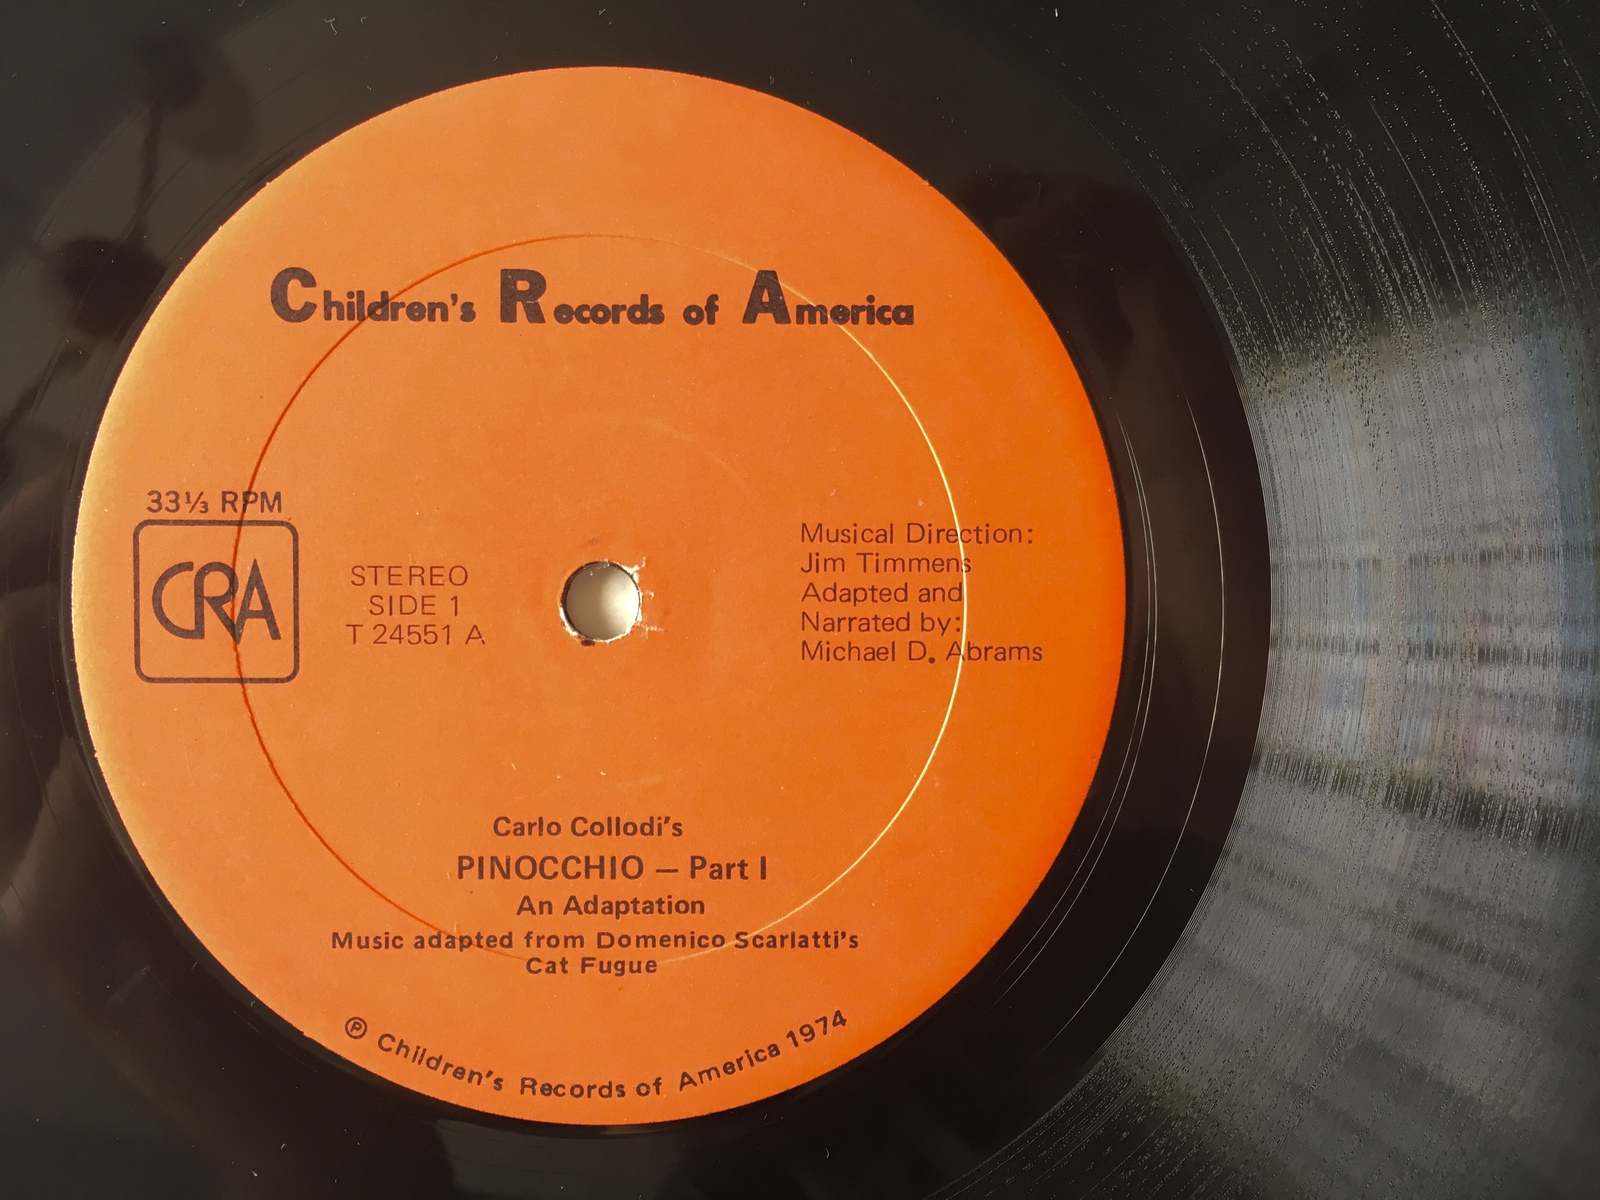 Children's Records of America
33⅓ RPM
CRA
STEREO
SIDE 1
T 24551 A
Musical Direction:
Jim Timmens
Adapted and
Narrated by:
Michael D. Abrams
Carlo Collodi's
PINOCCHIO — Part I
An Adaptation
Music adapted from Domenico Scarlatti's
Cat Fugue
℗ Children's Records of America 1974